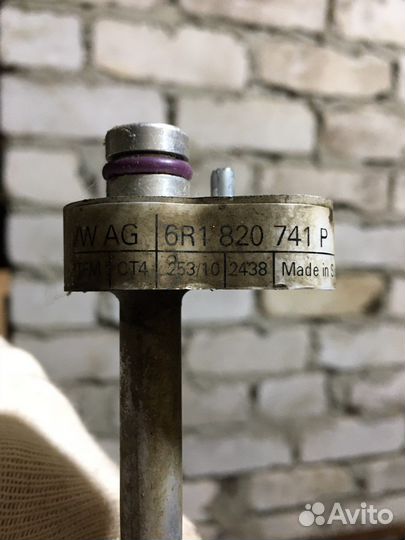 VW AG 6R1 820 741 P
CT4 253/10 2438 Made in
Avito